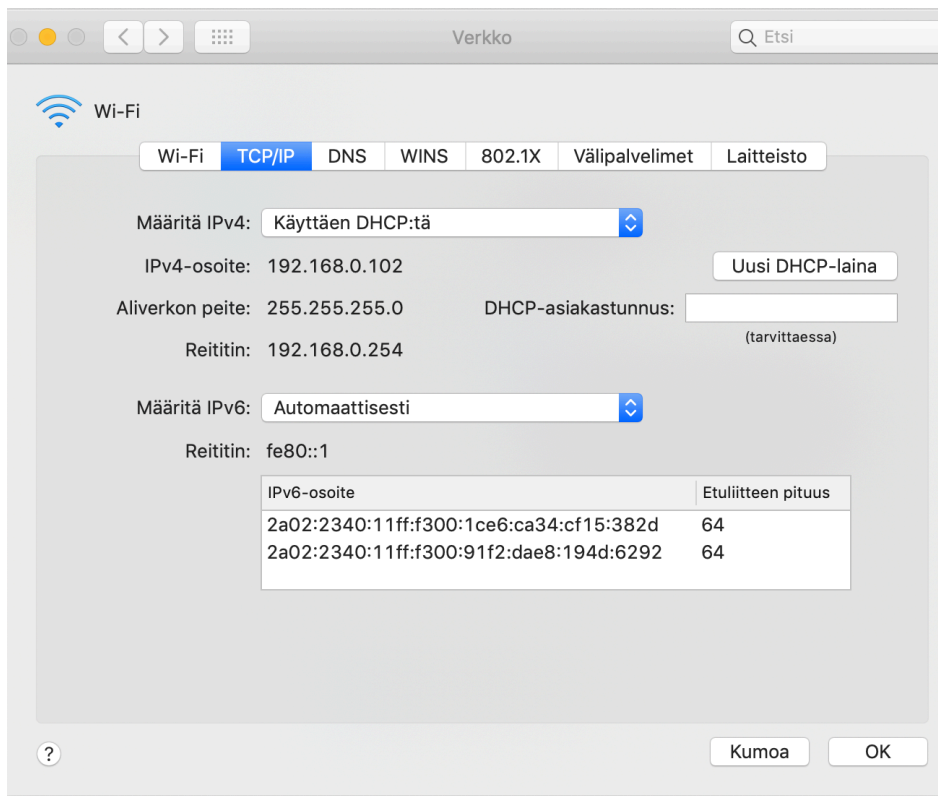 Verkko
Etsi
Wi-Fi
Wi-Fi TCP/IP DNS WINS 802.1X Välipalvelimet Laitteisto
Määritä IPv4: Käyttäen DHCP:tä
IPv4-osoite: 192.168.0.102 Uusi DHCP-laina
Aliverkon peite: 255.255.255.0 DHCP-asiakastunnus:
(tarvittaessa)
Reititin: 192.168.0.254
Määritä IPv6: Automaattisesti
Reititin: fe80::1
IPv6-osoite Etuliitteen pituus
2a02:2340:11ff:f300:1ce6:ca34:cf15:382d 64
2a02:2340:11ff:f300:91f2:dae8:194d:6292 64
? Kumoa OK